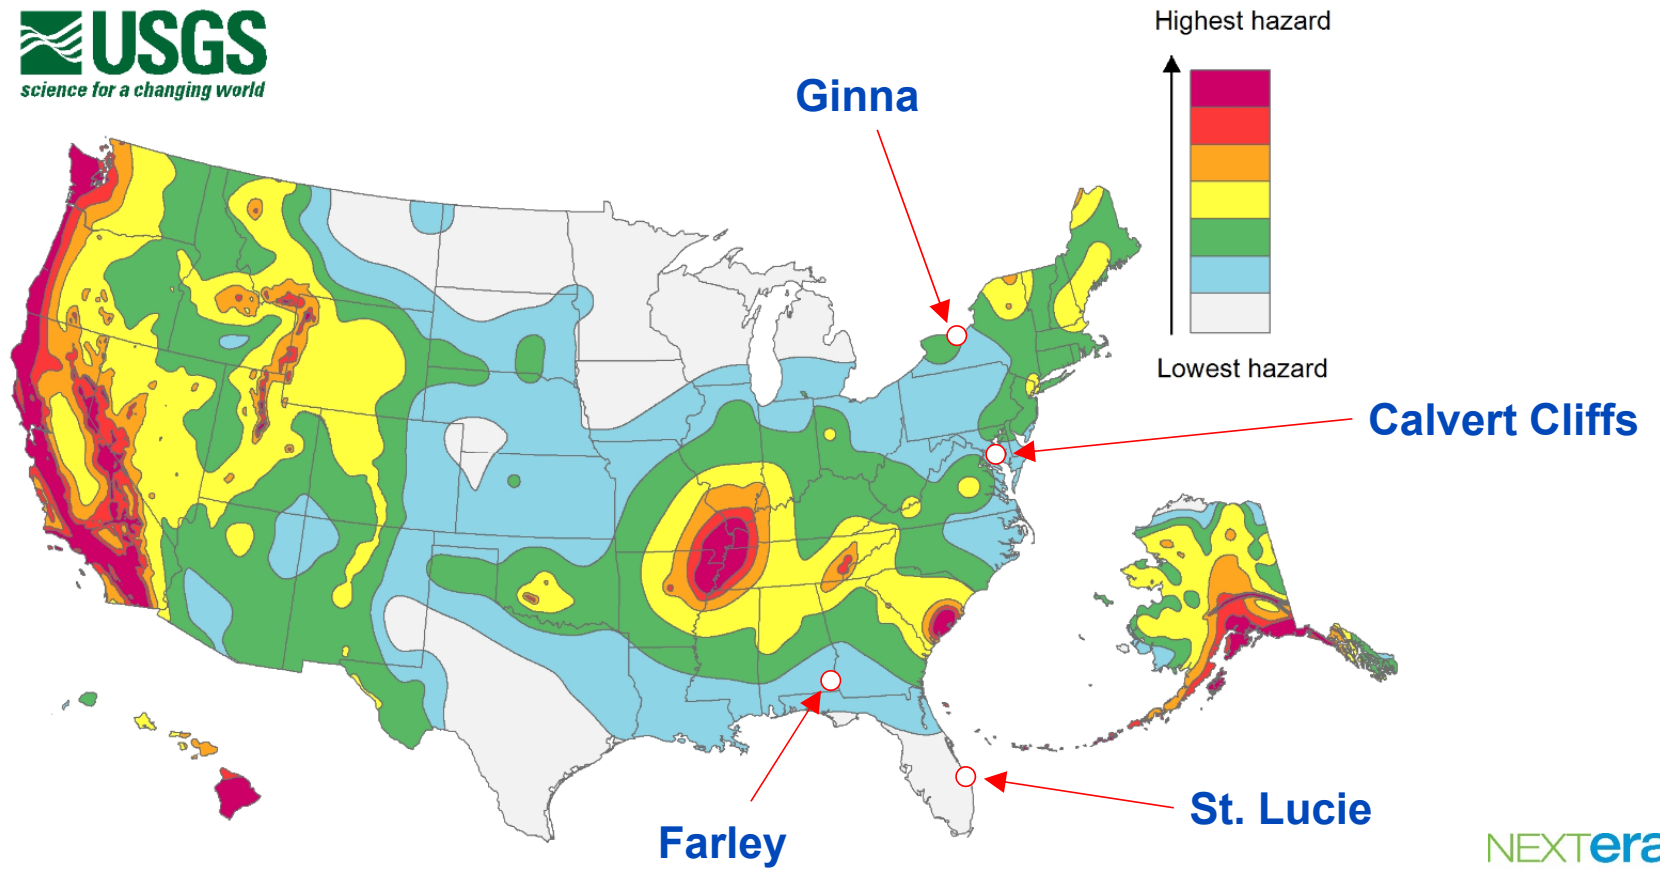 USGS
science for a changing world
Highest hazard
Ginna
Lowest hazard
Calvert Cliffs
St. Lucie
Farley
NEXTera